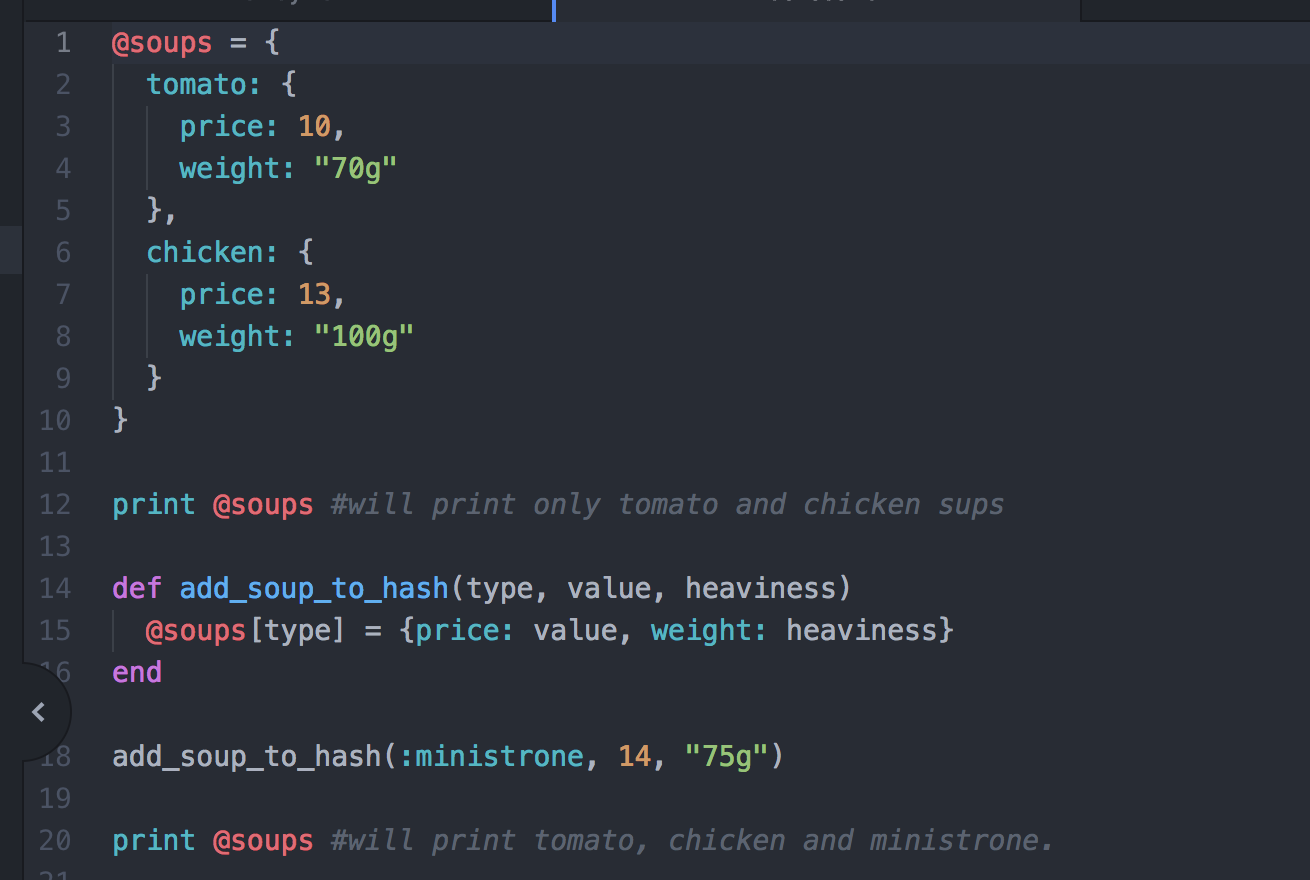 1 @soups = {
2 tomato: {
3 price: 10,
4 weight: "70g"
5 },
6 chicken: {
7 price: 13,
8 weight: "100g"
9 }
10 }
11
12 print @soups #will print only tomato and chicken sups
13
14 def add_soup_to_hash(type, value, heaviness)
15 @soups[type] = {price: value, weight: heaviness}
16 end
18 add_soup_to_hash(:ministrone, 14, "75g")
19
20 print @soups #will print tomato, chicken and ministrone.
21